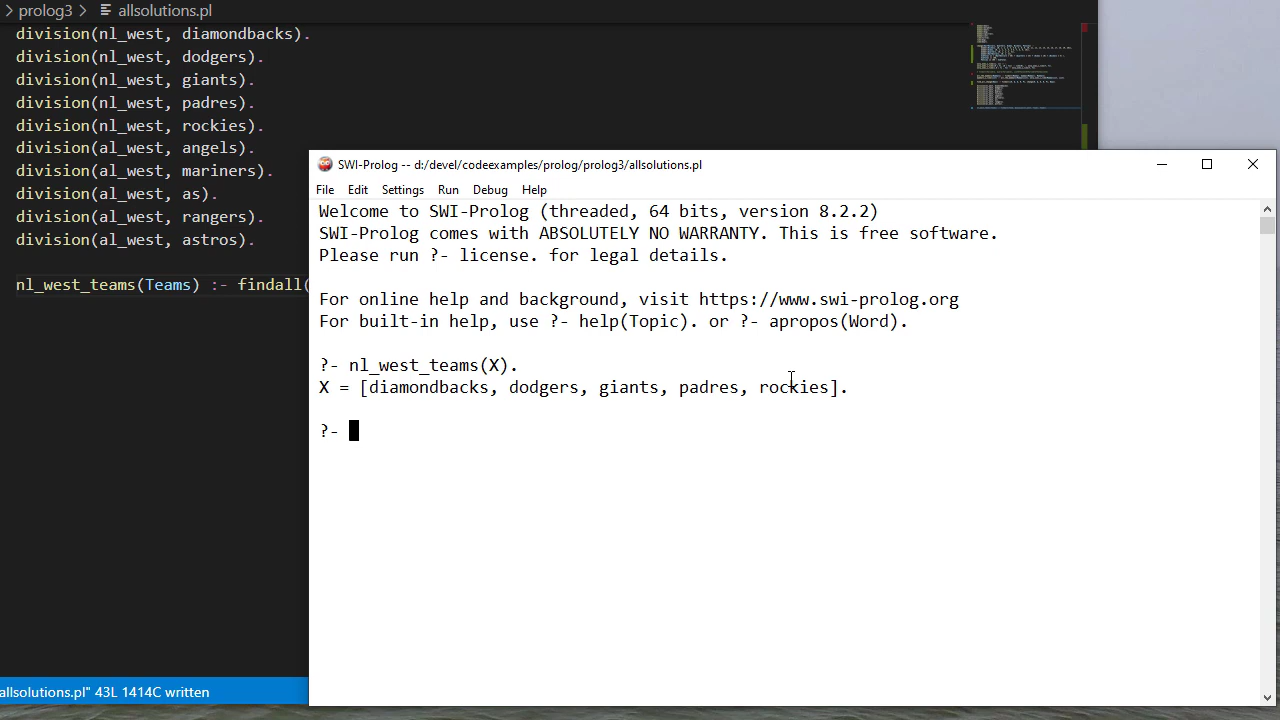 prolog3 > allsolutions.pl
division(nl_west, diamondbacks).
division(nl_west, dodgers).
division(nl_west, giants).
division(nl_west, padres).
division(nl_west, rockies).
division(al_west, angels).
division(al_west, mariners).
division(al_west, as).
division(al_west, rangers).
division(al_west, astros).
nl_west_teams(Teams) :- findall(
allsolutions.pl" 43L 1414C written
SWI-Prolog -- d:/devel/codeexamples/prolog/prolog3/allsolutions.pl
File Edit Settings Run Debug Help
Welcome to SWI-Prolog (threaded, 64 bits, version 8.2.2)
SWI-Prolog comes with ABSOLUTELY NO WARRANTY. This is free software.
Please run ?- license. for legal details.
For online help and background, visit https://www.swi-prolog.org
For built-in help, use ?- help(Topic). or ?- apropos(Word).
?- nl_west_teams(X).
X = [diamondbacks, dodgers, giants, padres, rockies].
?-